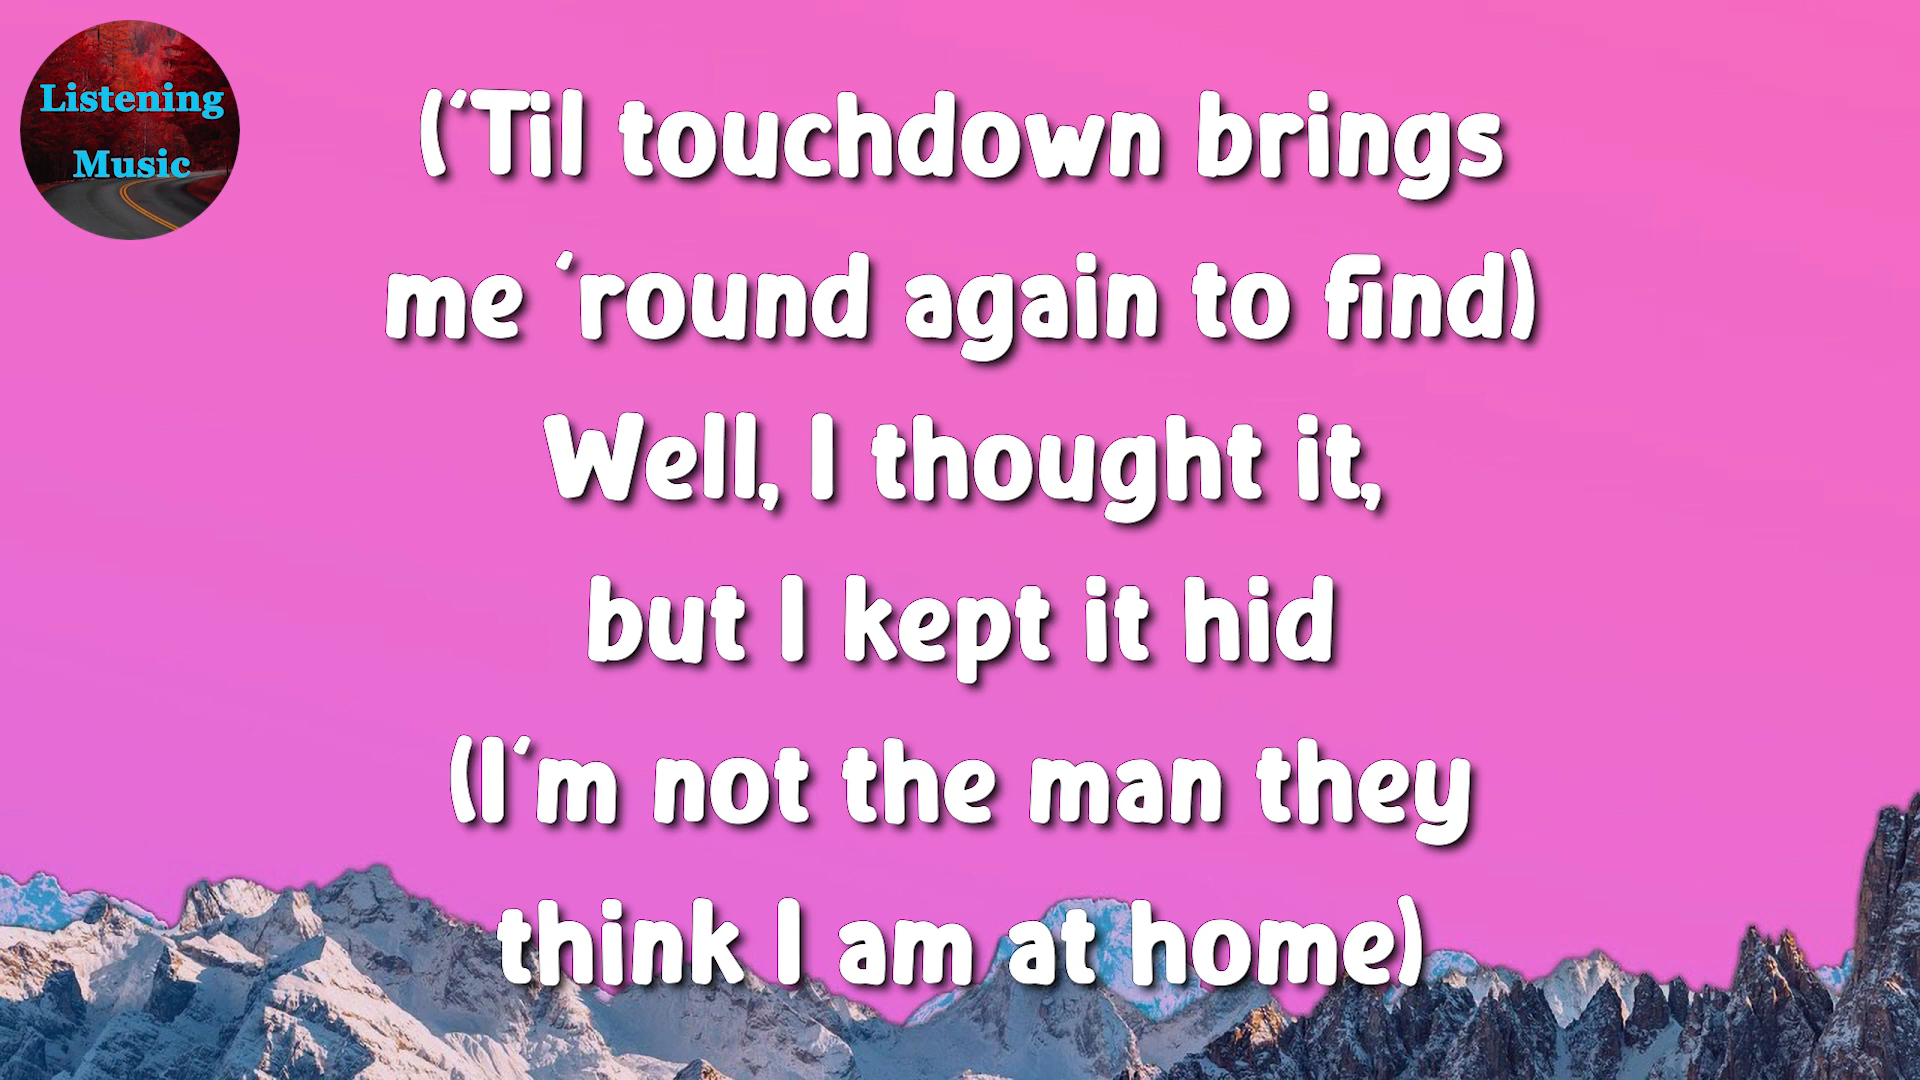 Listening
Music
('Til touchdown brings
me 'round again to find)
Well, I thought it,
but I kept it hid
(I'm not the man they
think I am at home)